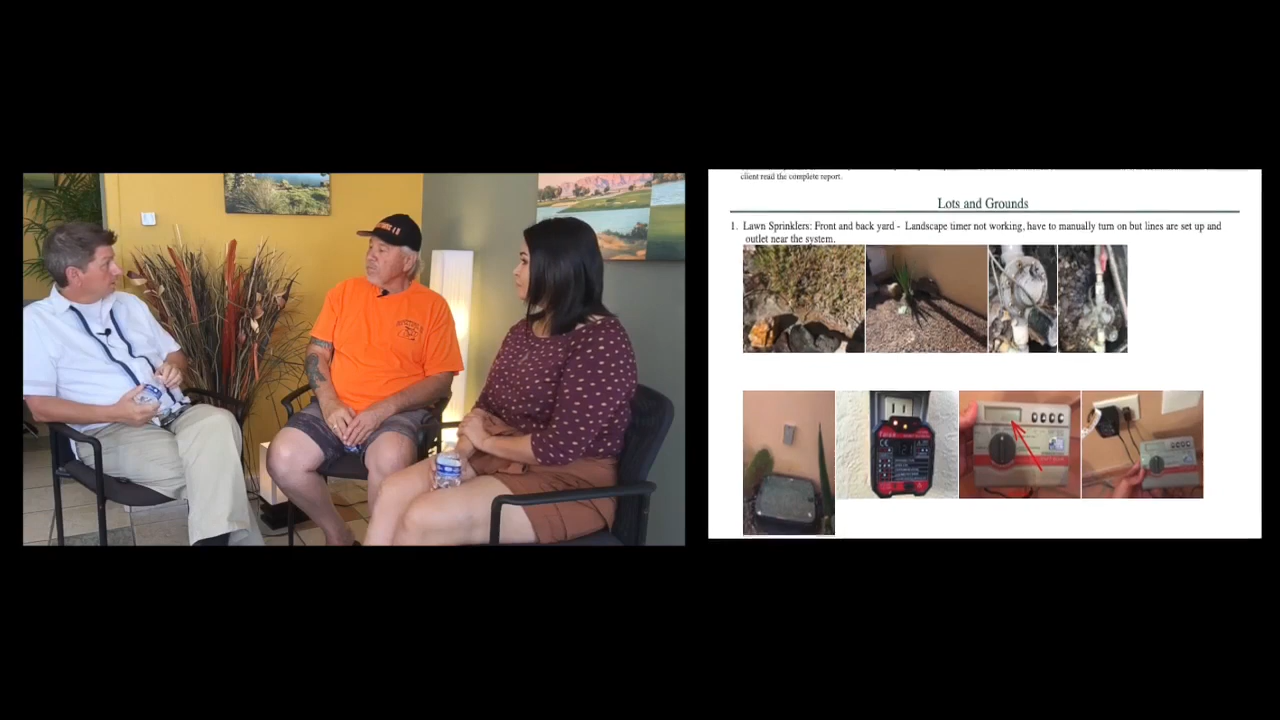 client read the complete report.
Lots and Grounds
1. Lawn Sprinklers: Front and back yard - Landscape timer not working, have to manually turn on but lines are set up and
outlet near the system.